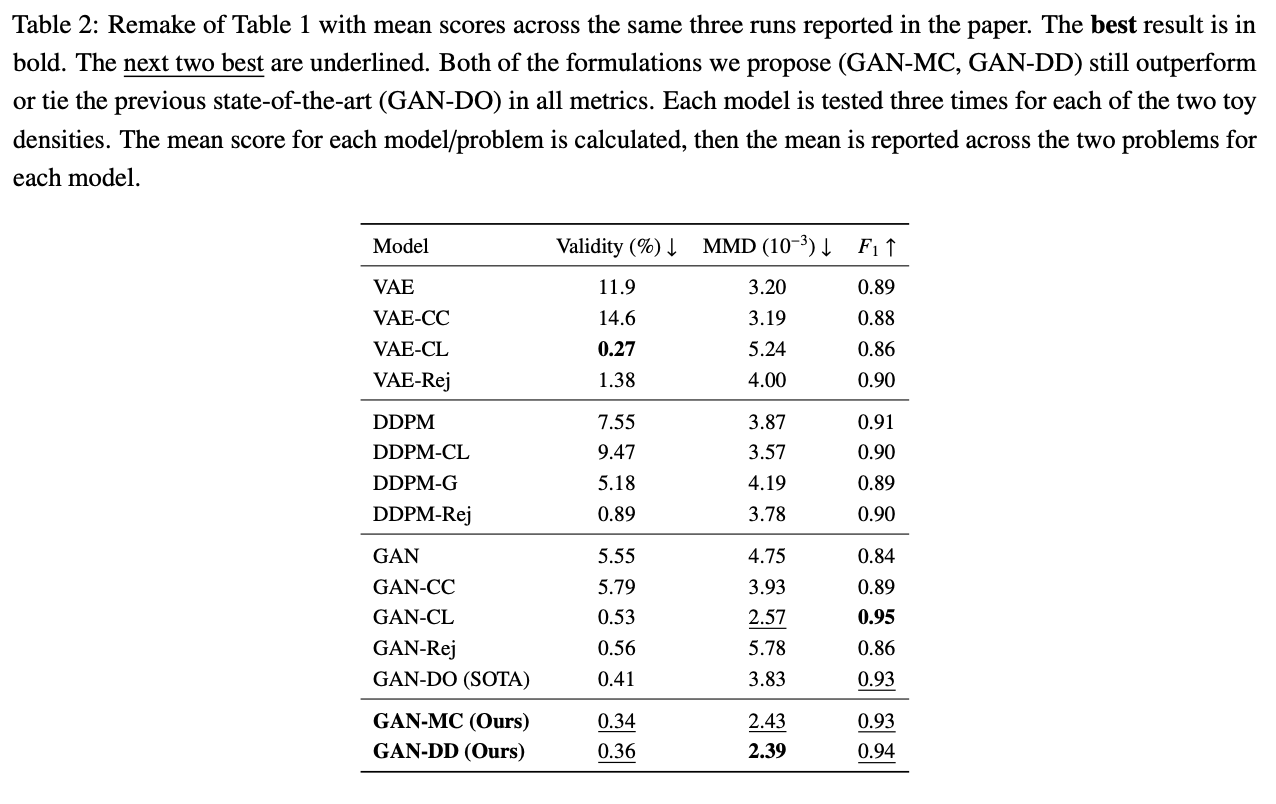 Table 2: Remake of Table 1 with mean scores across the same three runs reported in the paper. The best result is in
bold. The next two best are underlined. Both of the formulations we propose (GAN-MC, GAN-DD) still outperform
or tie the previous state-of-the-art (GAN-DO) in all metrics. Each model is tested three times for each of the two toy
densities. The mean score for each model/problem is calculated, then the mean is reported across the two problems for
each model.
Model Validity (%) ↓ MMD (10⁻³) ↓ F₁ ↑
VAE 11.9 3.20 0.89
VAE-CC 14.6 3.19 0.88
VAE-CL 0.27 5.24 0.86
VAE-Rej 1.38 4.00 0.90
DDPM 7.55 3.87 0.91
DDPM-CL 9.47 3.57 0.90
DDPM-G 5.18 4.19 0.89
DDPM-Rej 0.89 3.78 0.90
GAN 5.55 4.75 0.84
GAN-CC 5.79 3.93 0.89
GAN-CL 0.53 2.57 0.95
GAN-Rej 0.56 5.78 0.86
GAN-DO (SOTA) 0.41 3.83 0.93
GAN-MC (Ours) 0.34 2.43 0.93
GAN-DD (Ours) 0.36 2.39 0.94